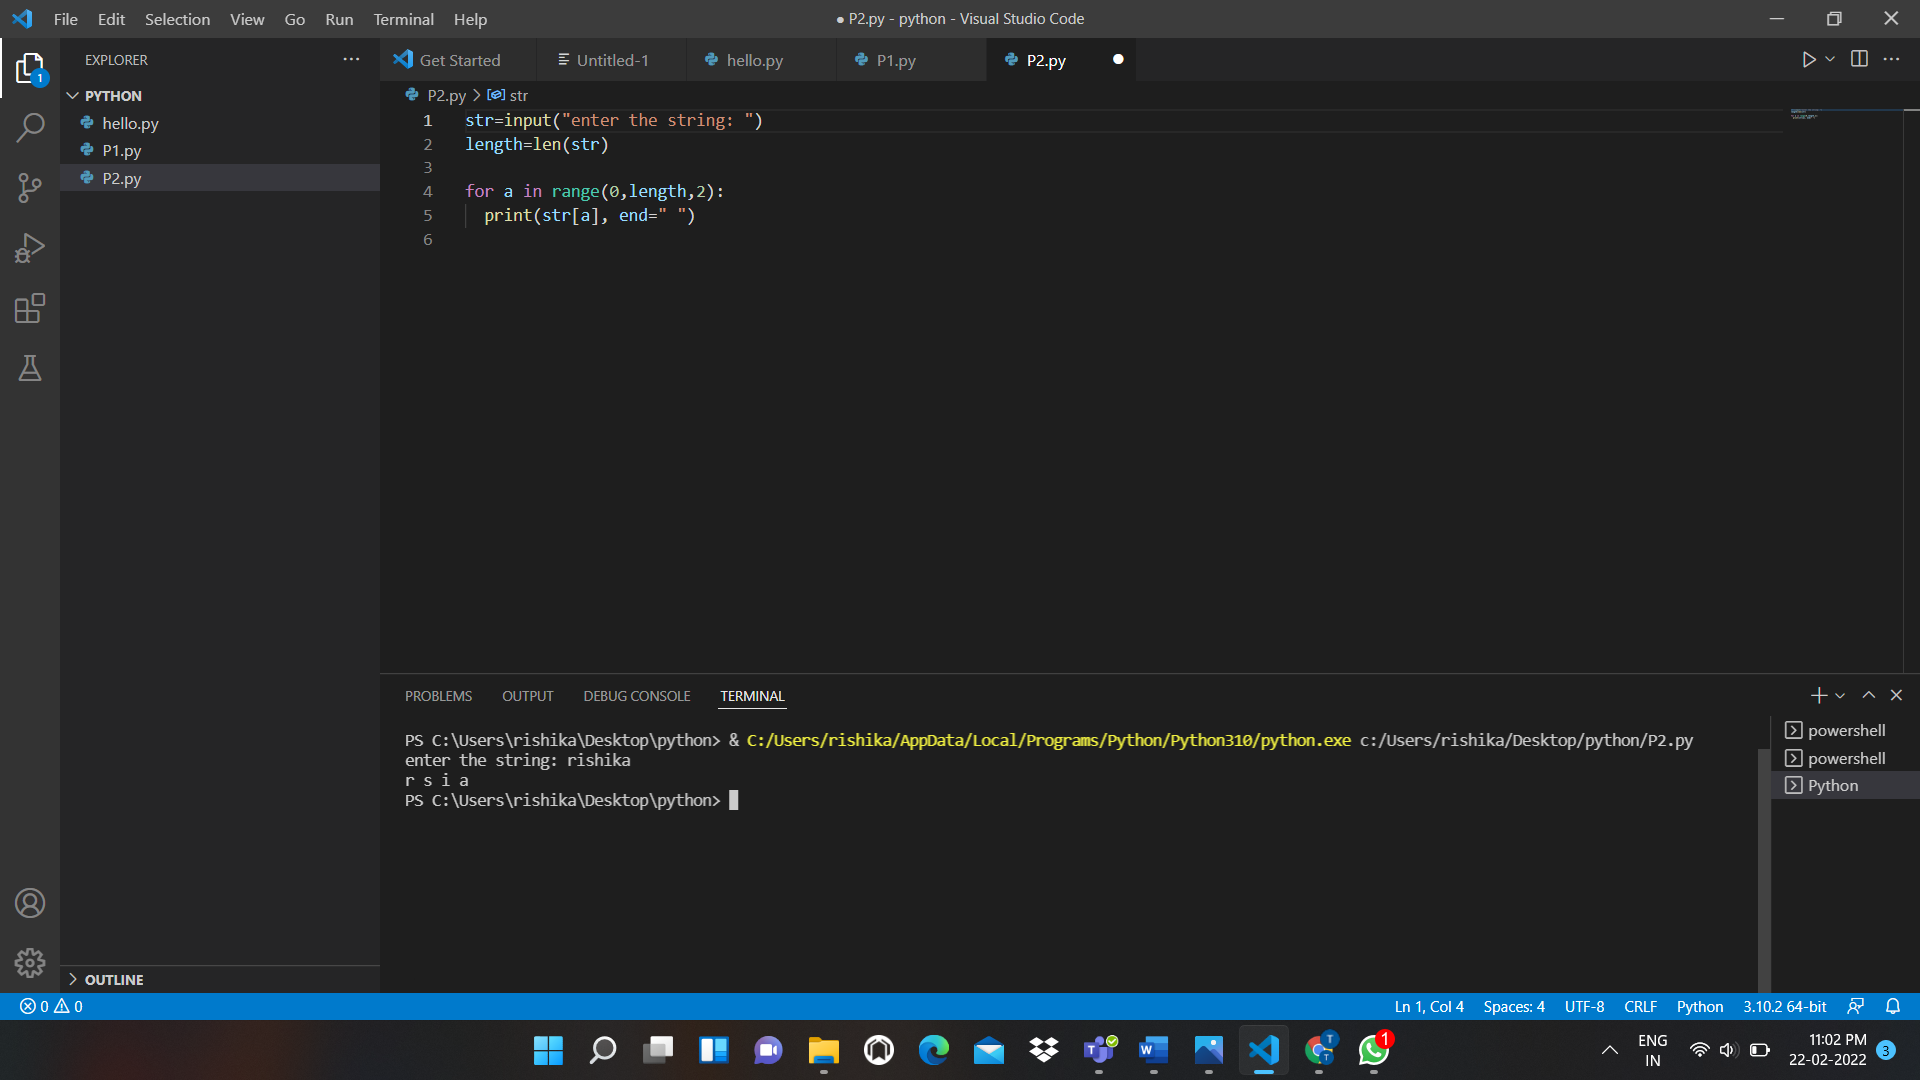 File Edit Selection View Go Run Terminal Help
● P2.py - python - Visual Studio Code
EXPLORER
Get Started
Untitled-1
hello.py
P1.py
P2.py
1
PYTHON
hello.py
P1.py
P2.py
P2.py > str
1 str=input("enter the string: ")
2 length=len(str)
3
4 for a in range(0,length,2):
5 print(str[a], end=" ")
6
PROBLEMS OUTPUT DEBUG CONSOLE TERMINAL
PS C:\Users\rishika\Desktop\python> & C:/Users/rishika/AppData/Local/Programs/Python/Python310/python.exe c:/Users/rishika/Desktop/python/P2.py
enter the string: rishika
r s i a
PS C:\Users\rishika\Desktop\python>
powershell
powershell
Python
OUTLINE
0 0
Ln 1, Col 4 Spaces: 4 UTF-8 CRLF Python 3.10.2 64-bit
T
W
T
T
1
ENG
IN
11:02 PM
22-02-2022
3